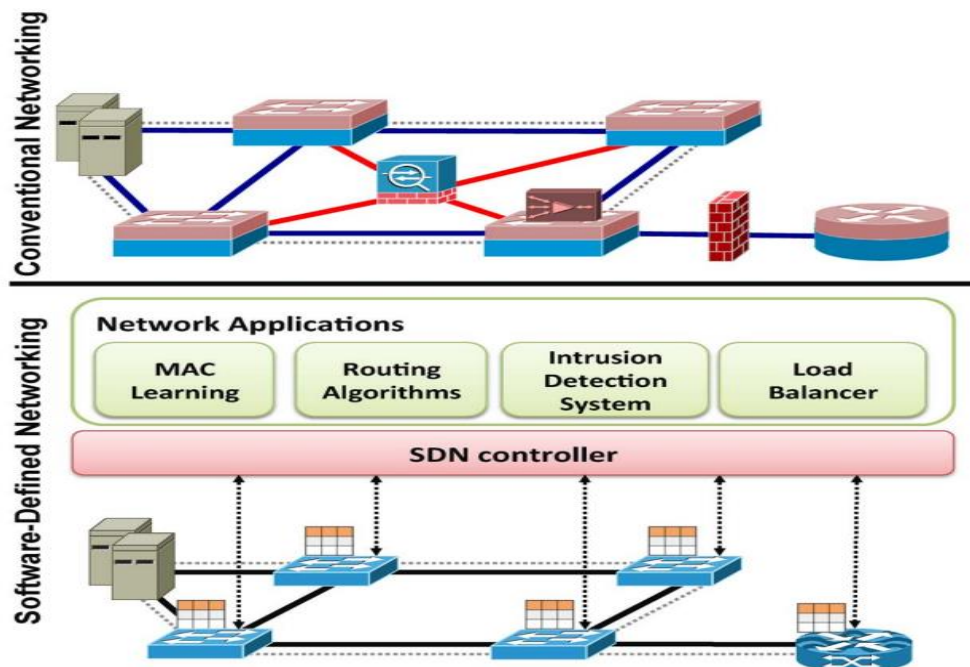 Conventional Networking
Software-Defined Networking
Network Applications
MAC
Learning
Routing
Algorithms
Intrusion
Detection
System
Load
Balancer
SDN controller